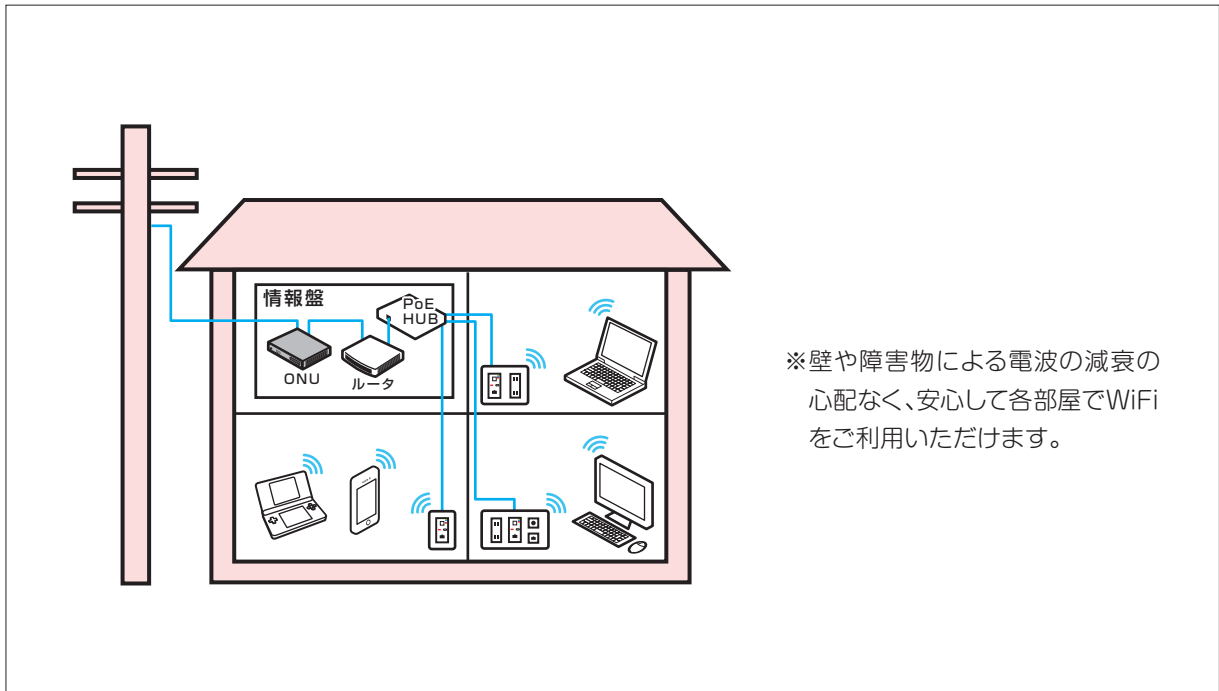 情報盤
PoE
HUB
ONU
ルータ
※壁や障害物による電波の減衰の
心配なく、安心して各部屋でWiFi
をご利用いただけます。